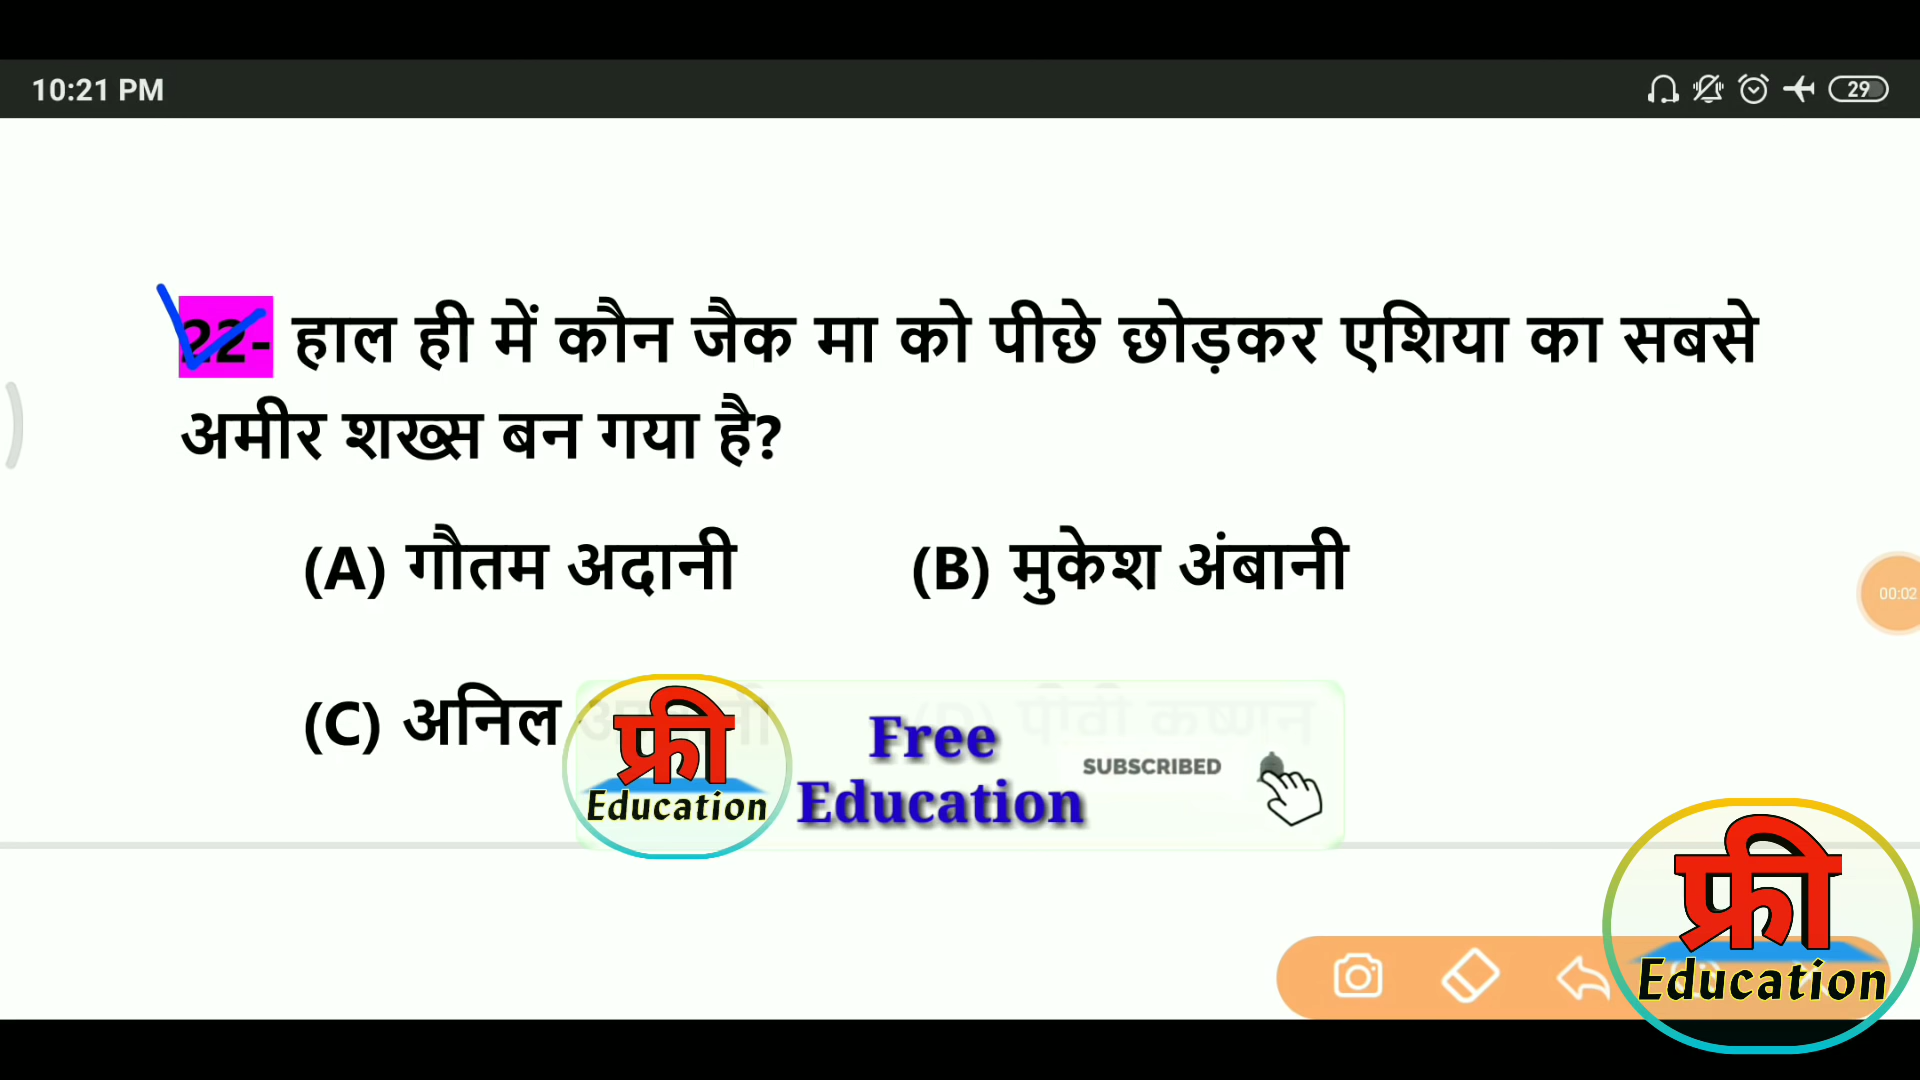 10:21 PM
29
22- हाल ही में कौन जैक मा को पीछे छोड़कर एशिया का सबसे
अमीर शख्स बन गया है?
(A) गौतम अदानी (B) मुकेश अंबानी
(C) अनिल (D)
00:02
फ्री
Education
Free
Education
SUBSCRIBED
फ्री
Education